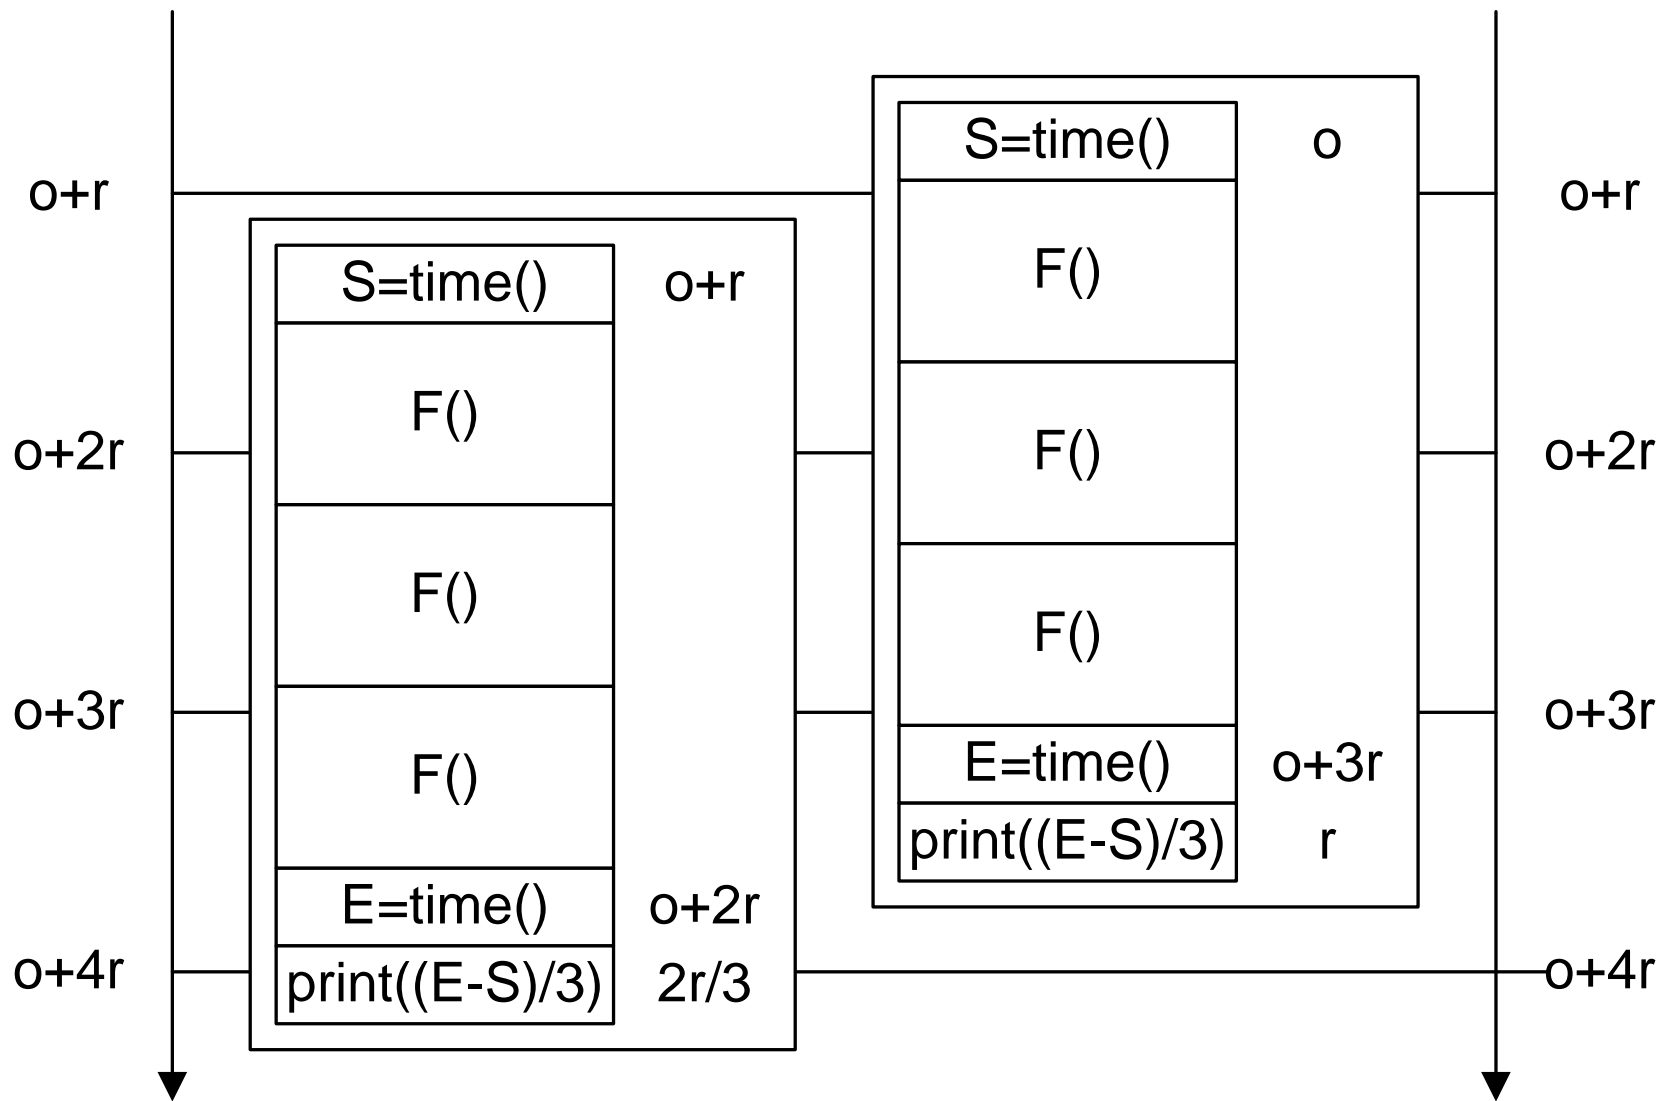 S=time() o
o+r o+r
F()
S=time() o+r
F()
o+2r F() o+2r
F()
F()
o+3r o+3r
F()
E=time() o+3r
print((E-S)/3) r
E=time() o+2r
o+4r print((E-S)/3) 2r/3 o+4r